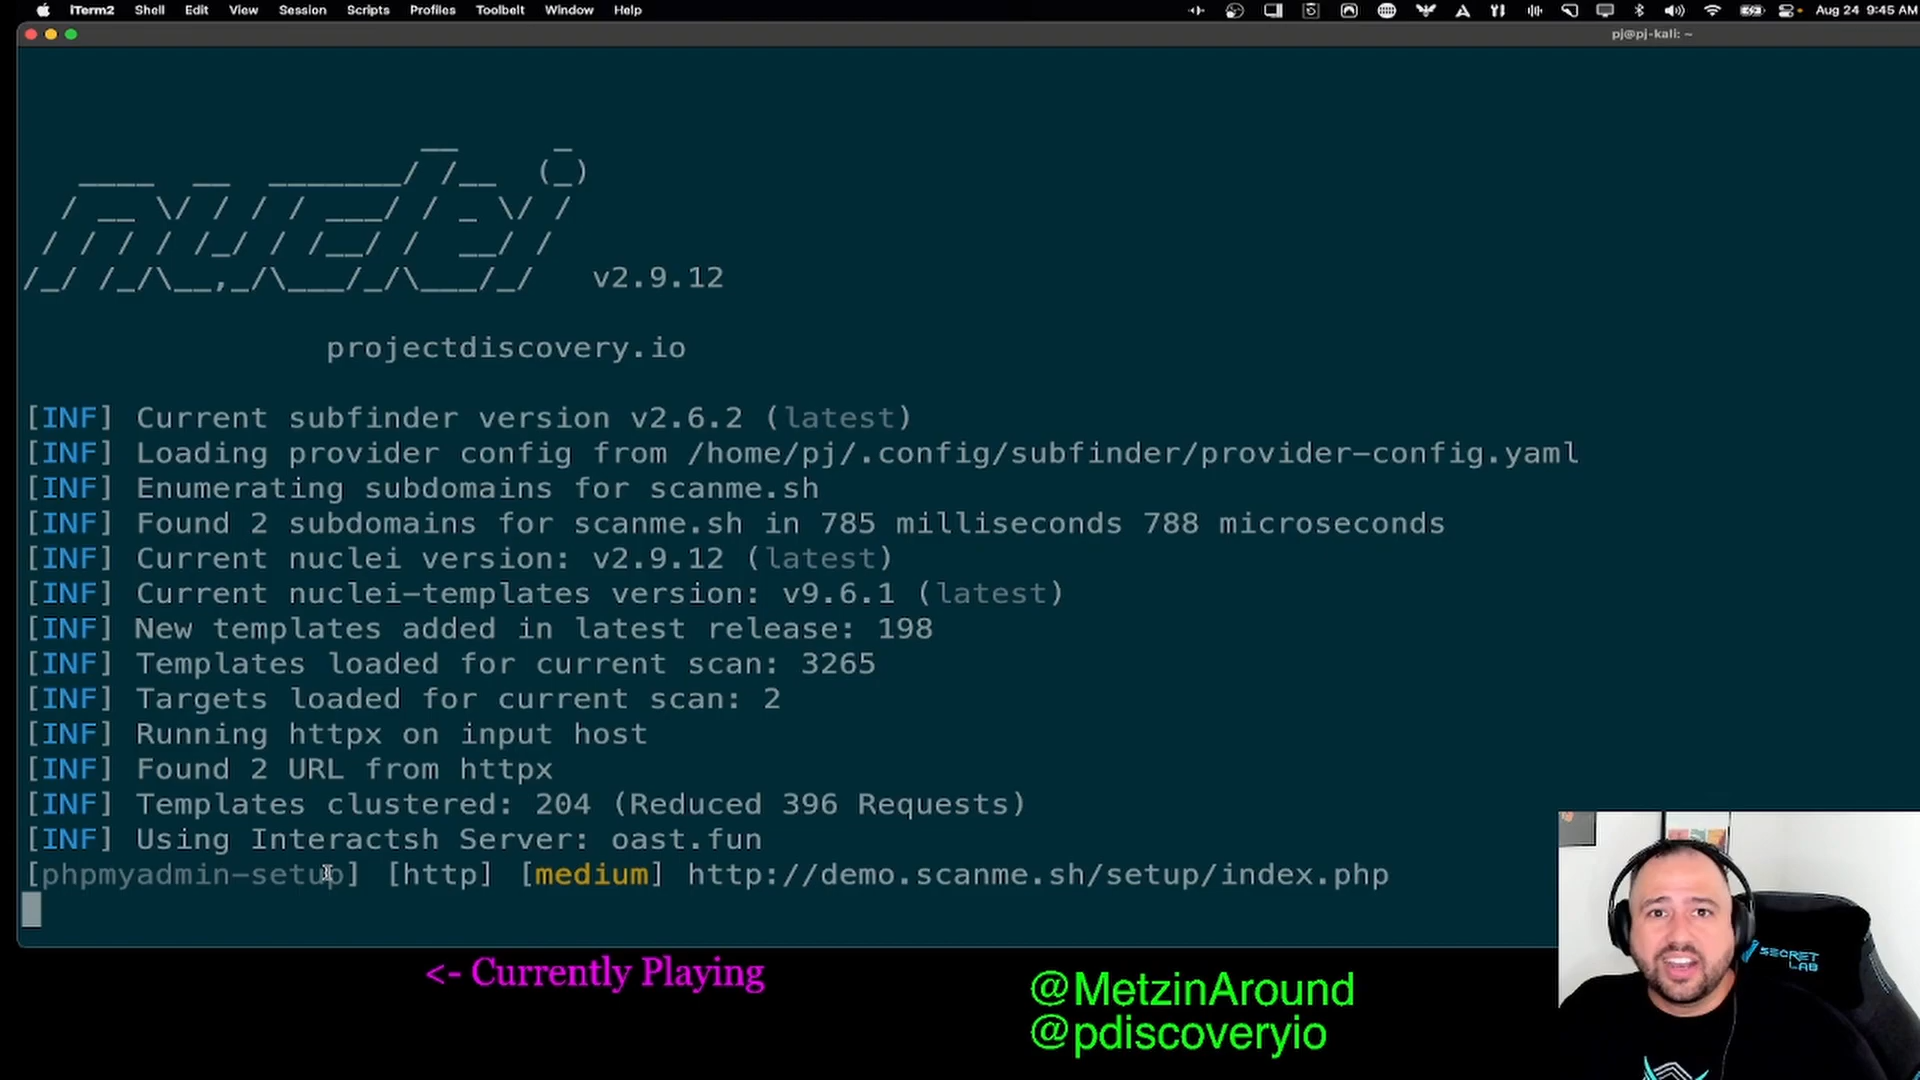 iTerm2 Shell Edit View Session Scripts Profiles Toolbelt Window Help Aug 24 9:45 AM
pj@pj-kali: ~
nuclei v2.9.12
projectdiscovery.io
[INF] Current subfinder version v2.6.2 (latest)
[INF] Loading provider config from /home/pj/.config/subfinder/provider-config.yaml
[INF] Enumerating subdomains for scanme.sh
[INF] Found 2 subdomains for scanme.sh in 785 milliseconds 788 microseconds
[INF] Current nuclei version: v2.9.12 (latest)
[INF] Current nuclei-templates version: v9.6.1 (latest)
[INF] New templates added in latest release: 198
[INF] Templates loaded for current scan: 3265
[INF] Targets loaded for current scan: 2
[INF] Running httpx on input host
[INF] Found 2 URL from httpx
[INF] Templates clustered: 204 (Reduced 396 Requests)
[INF] Using Interactsh Server: oast.fun
[phpmyadmin-setup] [http] [medium] http://demo.scanme.sh/setup/index.php
<- Currently Playing
@MetzinAround
@pdiscoveryio
SECRET
LAB